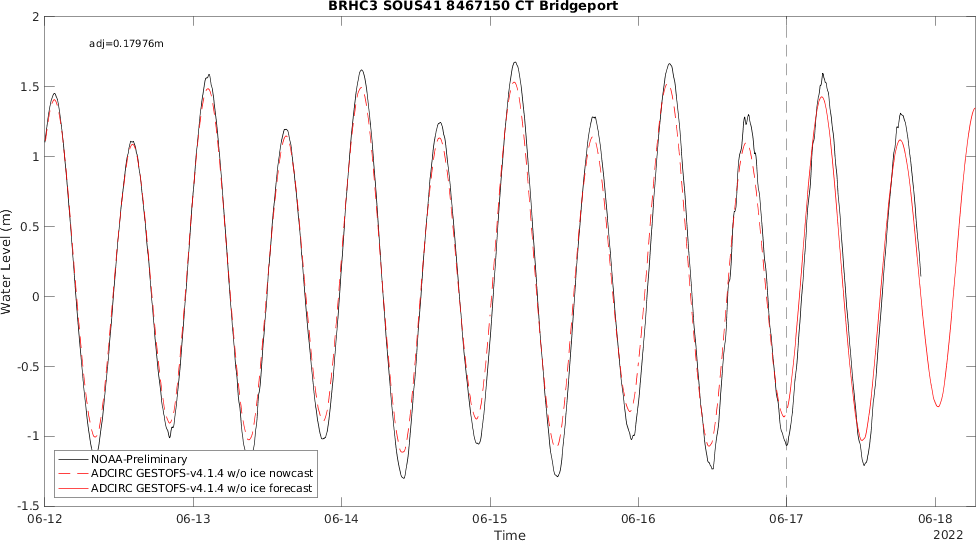 BRHC3 SOUS41 8467150 CT Bridgeport
adj=0.17976m
2
1.5
1
0.5
0
-0.5
-1
-1.5
Water Level (m)
NOAA-Preliminary
ADCIRC GESTOFS-v4.1.4 w/o ice nowcast
ADCIRC GESTOFS-v4.1.4 w/o ice forecast
06-12 06-13 06-14 06-15 06-16 06-17 06-18
Time
2022